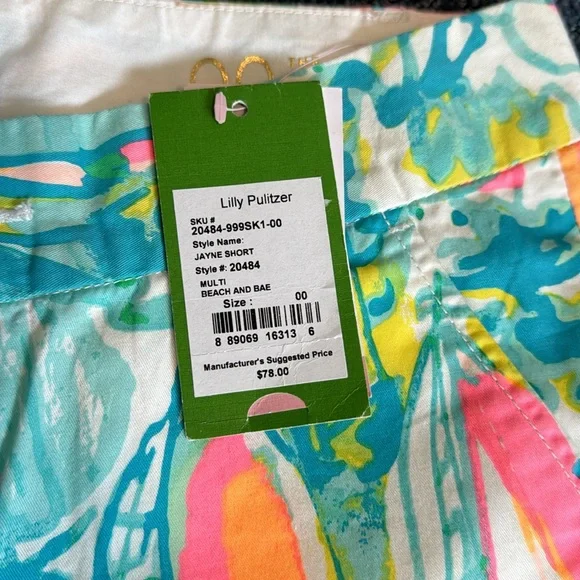 Lilly Pulitzer
SKU #
20484-999SK1-00
Style Name:
JAYNE SHORT
Style #: 20484
MULTI
BEACH AND BAE
Size : 00
8 89069 16313 6
Manufacturer's Suggested Price
$78.00